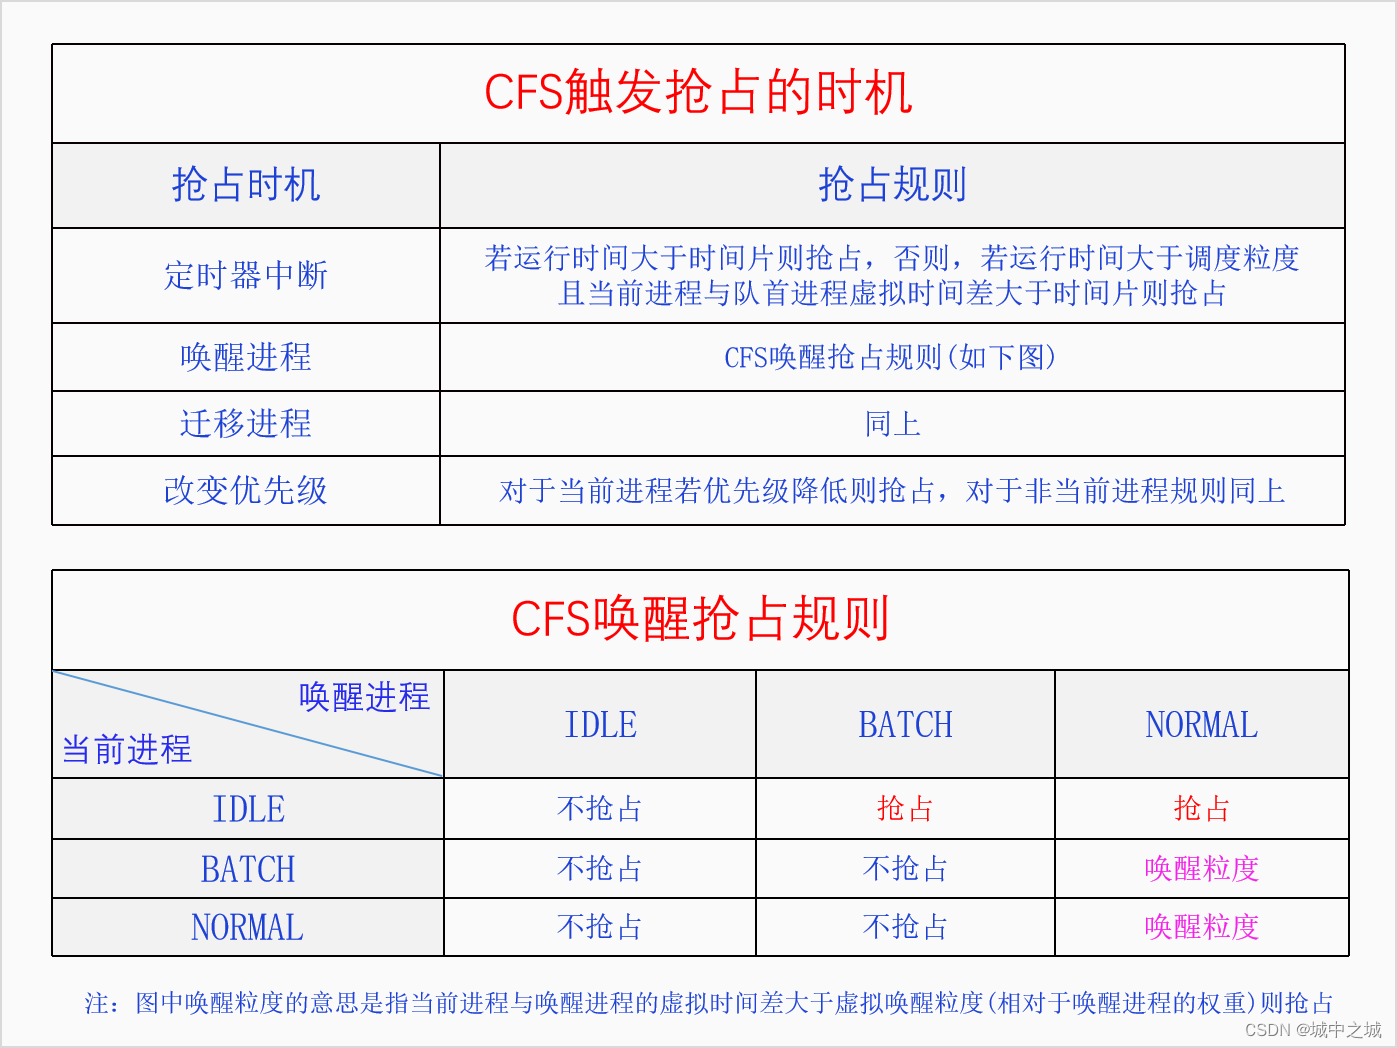 CFS触发抢占的时机
抢占时机
抢占规则
定时器中断
若运行时间大于时间片则抢占，否则，若运行时间大于调度粒度
且当前进程与队首进程虚拟时间差大于时间片则抢占
唤醒进程
CFS唤醒抢占规则(如下图)
迁移进程
同上
改变优先级
对于当前进程若优先级降低则抢占，对于非当前进程规则同上
CFS唤醒抢占规则
唤醒进程
当前进程
IDLE
BATCH
NORMAL
IDLE
不抢占
抢占
抢占
BATCH
不抢占
不抢占
唤醒粒度
NORMAL
不抢占
不抢占
唤醒粒度
注：图中唤醒粒度的意思是指当前进程与唤醒进程的虚拟时间差大于虚拟唤醒粒度(相对于唤醒进程的权重)则抢占
CSDN @城中之城